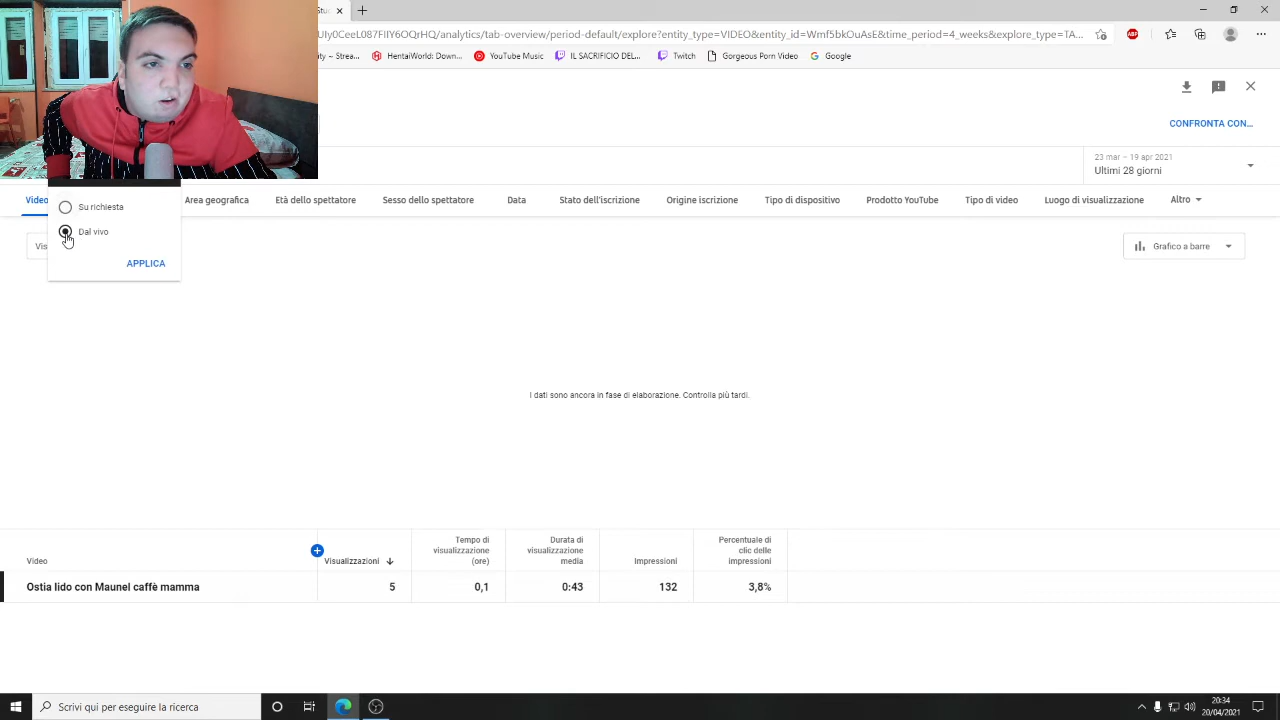 Uty0CeeL087FIlY6OQrHQ/analytics/tab-overview/period-default/explore?entity_type=VIDEO&entity_id=Wmf5bkOuAsE&time_period=4_weeks&explore_type=TA...
ty ~ Strea...
HentaiWorld: Down...
YouTube Music
IL SACRIFICIO DEL...
Twitch
Gorgeous Porn Video
Google
CONFRONTA CON...
23 mar – 19 apr 2021
Ultimi 28 giorni
Video
Area geografica
Età dello spettatore
Sesso dello spettatore
Data
Stato dell'iscrizione
Origine iscrizione
Tipo di dispositivo
Prodotto YouTube
Tipo di video
Luogo di visualizzazione
Altro
Su richiesta
Dal vivo
APPLICA
Vis
Grafico a barre
I dati sono ancora in fase di elaborazione. Controlla più tardi.
Video
Visualizzazioni
Tempo di
visualizzazione
(ore)
Durata di
visualizzazione
media
Impressioni
Percentuale di
clic delle
impressioni
Ostia lido con Maunel caffè mamma
5
0,1
0:43
132
3,8%
Scrivi qui per eseguire la ricerca
20:34
20/04/2021